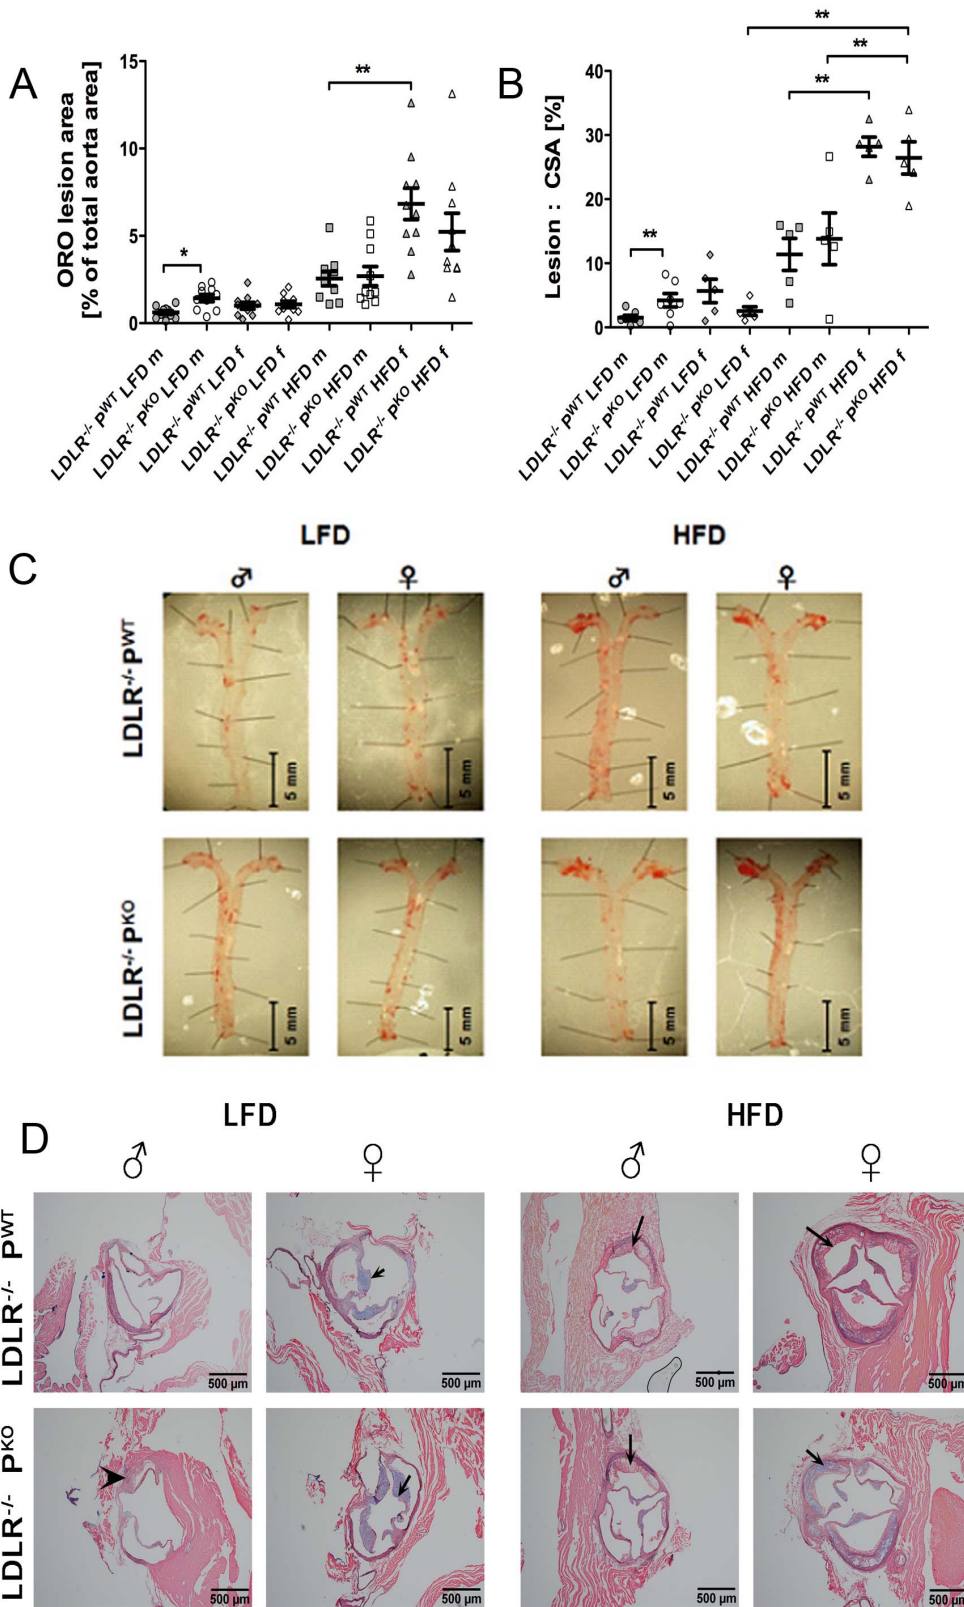 A
ORO lesion area
[% of total aorta area]
15
10
5
0
*
**
LDLR-/- pWT LFD m
LDLR-/- pKO LFD m
LDLR-/- pWT LFD f
LDLR-/- pKO LFD f
LDLR-/- pWT HFD m
LDLR-/- pKO HFD m
LDLR-/- pWT HFD f
LDLR-/- pKO HFD f
B
Lesion : CSA [%]
40
30
20
10
0
**
**
**
**
LDLR-/- pWT LFD m
LDLR-/- pKO LFD m
LDLR-/- pWT LFD f
LDLR-/- pKO LFD f
LDLR-/- pWT HFD m
LDLR-/- pKO HFD m
LDLR-/- pWT HFD f
LDLR-/- pKO HFD f
C
LFD HFD
♂ ♀ ♂ ♀
LDLR-/- PWT
5 mm
5 mm
5 mm
5 mm
LDLR-/- PKO
5 mm
5 mm
5 mm
5 mm
D
LFD HFD
♂ ♀ ♂ ♀
LDLR-/- PWT
500 µm
500 µm
500 µm
500 µm
LDLR-/- PKO
500 µm
500 µm
500 µm
500 µm